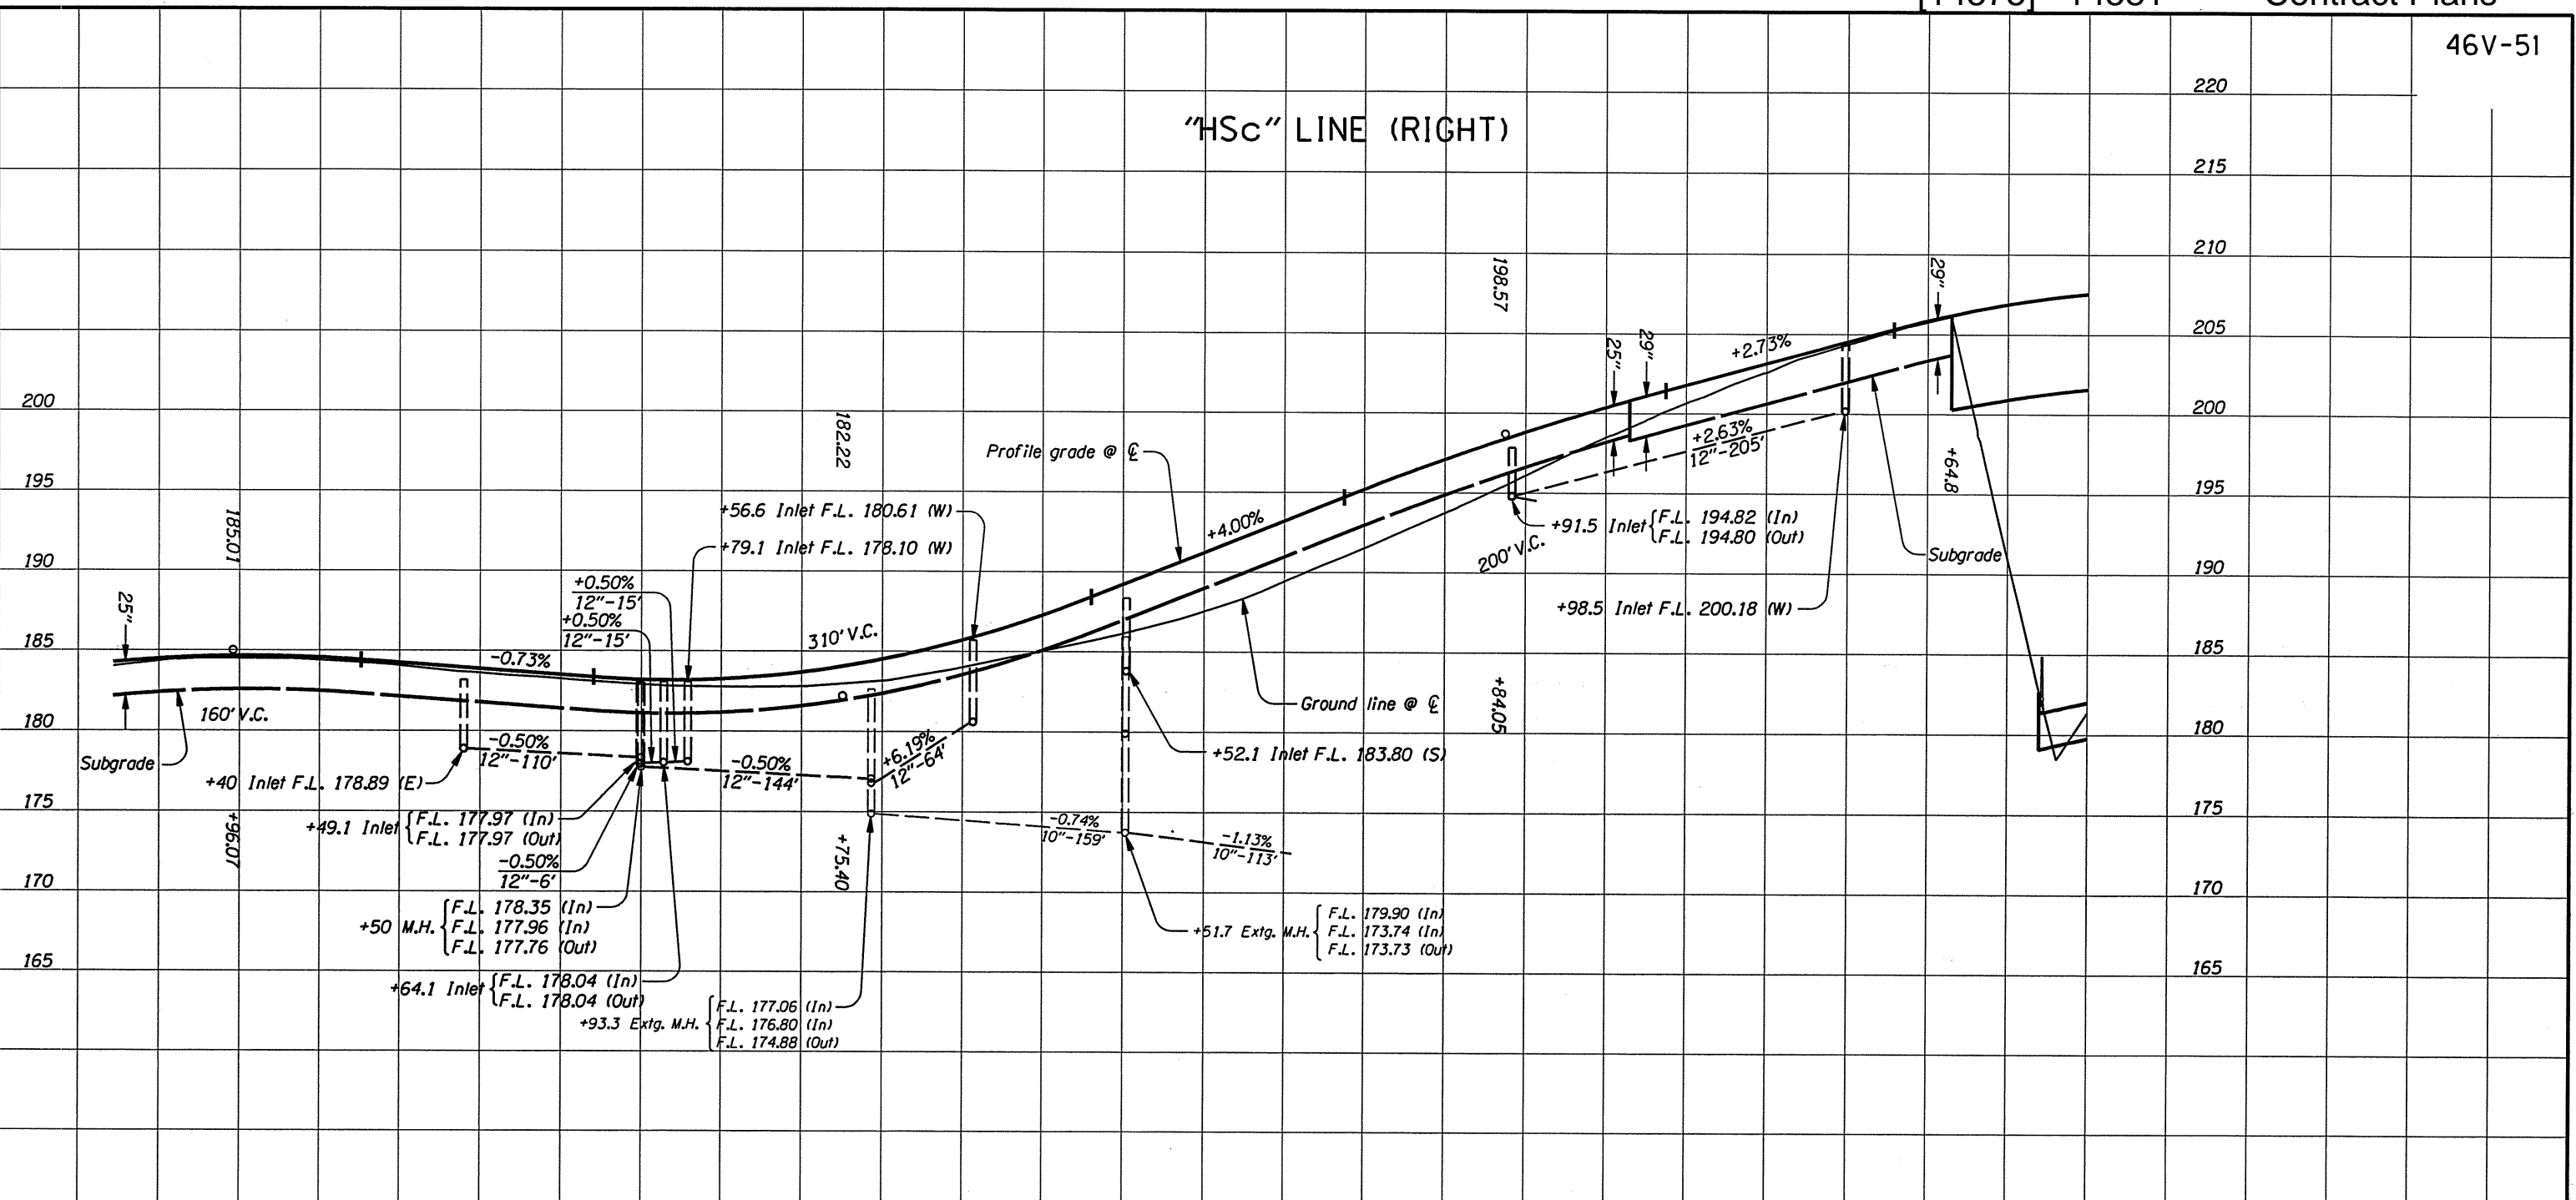 Contract Plans
46V-51
220
"HSc" LINE (RIGHT)
215
210
205
200
200
195
195
190
190
185
185
180
180
175
175
170
170
165
165
198.57
29"
25"
29"
+2.73%
182.22
Profile grade @ ℄
+2.63%
12"-205'
+64.8
185.01
+56.6 Inlet F.L. 180.61 (W)
+79.1 Inlet F.L. 178.10 (W)
+4.00%
200' V.C.
+91.5 Inlet
F.L. 194.82 (In)
F.L. 194.80 (Out)
Subgrade
25"
+0.50%
12"-15'
+0.50%
12"-15'
310' V.C.
+98.5 Inlet F.L. 200.18 (W)
-0.73%
160' V.C.
Ground line @ ℄
+84.05
Subgrade
-0.50%
12"-110'
-0.50%
12"-144'
+6.19%
12"-64'
+52.1 Inlet F.L. 183.80 (S)
+40 Inlet F.L. 178.89 (E)
+96.07
+49.1 Inlet
F.L. 177.97 (In)
F.L. 177.97 (Out)
-0.50%
12"-6'
+75.40
-0.74%
10"-159'
-1.13%
10"-113'
+50 M.H.
F.L. 178.35 (In)
F.L. 177.96 (In)
F.L. 177.76 (Out)
+51.7 Extg. M.H.
F.L. 179.90 (In)
F.L. 173.74 (In)
F.L. 173.73 (Out)
+64.1 Inlet
F.L. 178.04 (In)
F.L. 178.04 (Out)
+93.3 Extg. M.H.
F.L. 177.06 (In)
F.L. 176.80 (In)
F.L. 174.88 (Out)